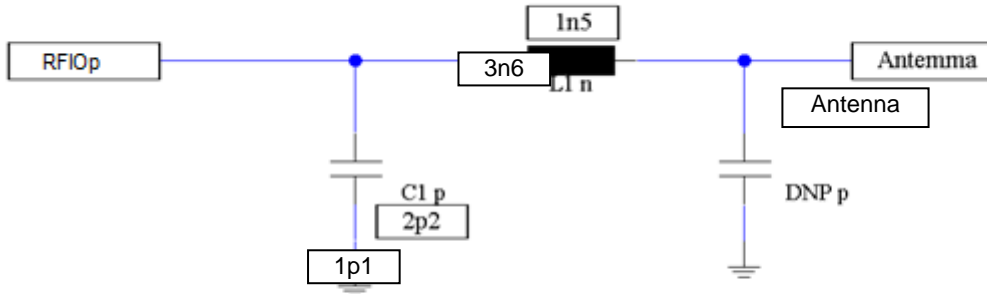 1n5
RFIOp
3n6
Antemma
L1 n
Antenna
C1 p
DNP p
2p2
1p1